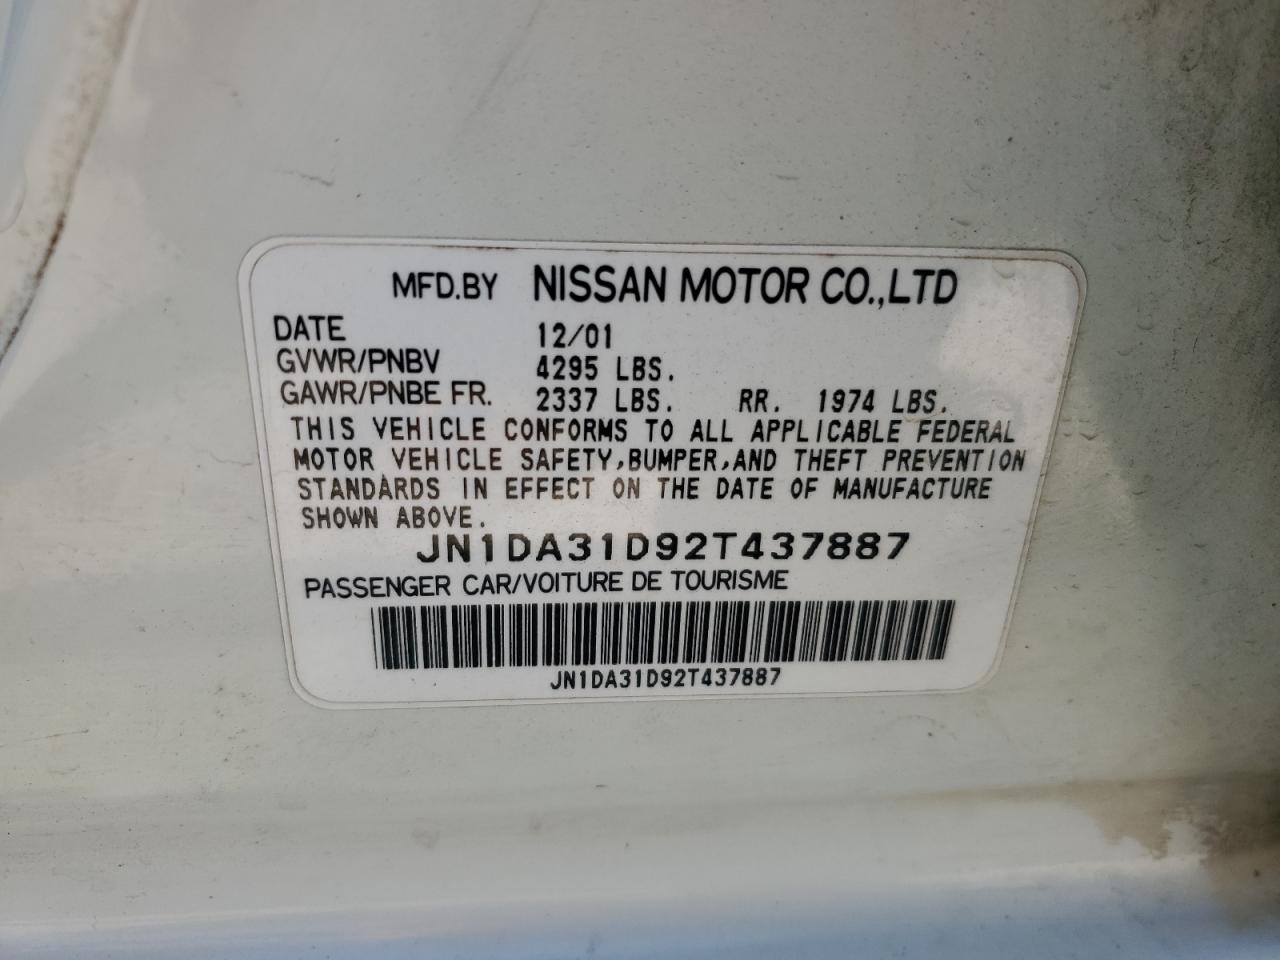 MFD.BY NISSAN MOTOR CO.,LTD
DATE 12/01
GVWR/PNBV 4295 LBS.
GAWR/PNBE FR. 2337 LBS. RR. 1974 LBS.
THIS VEHICLE CONFORMS TO ALL APPLICABLE FEDERAL
MOTOR VEHICLE SAFETY,BUMPER,AND THEFT PREVENTION
STANDARDS IN EFFECT ON THE DATE OF MANUFACTURE
SHOWN ABOVE.
JN1DA31D92T437887
PASSENGER CAR/VOITURE DE TOURISME
JN1DA31D92T437887